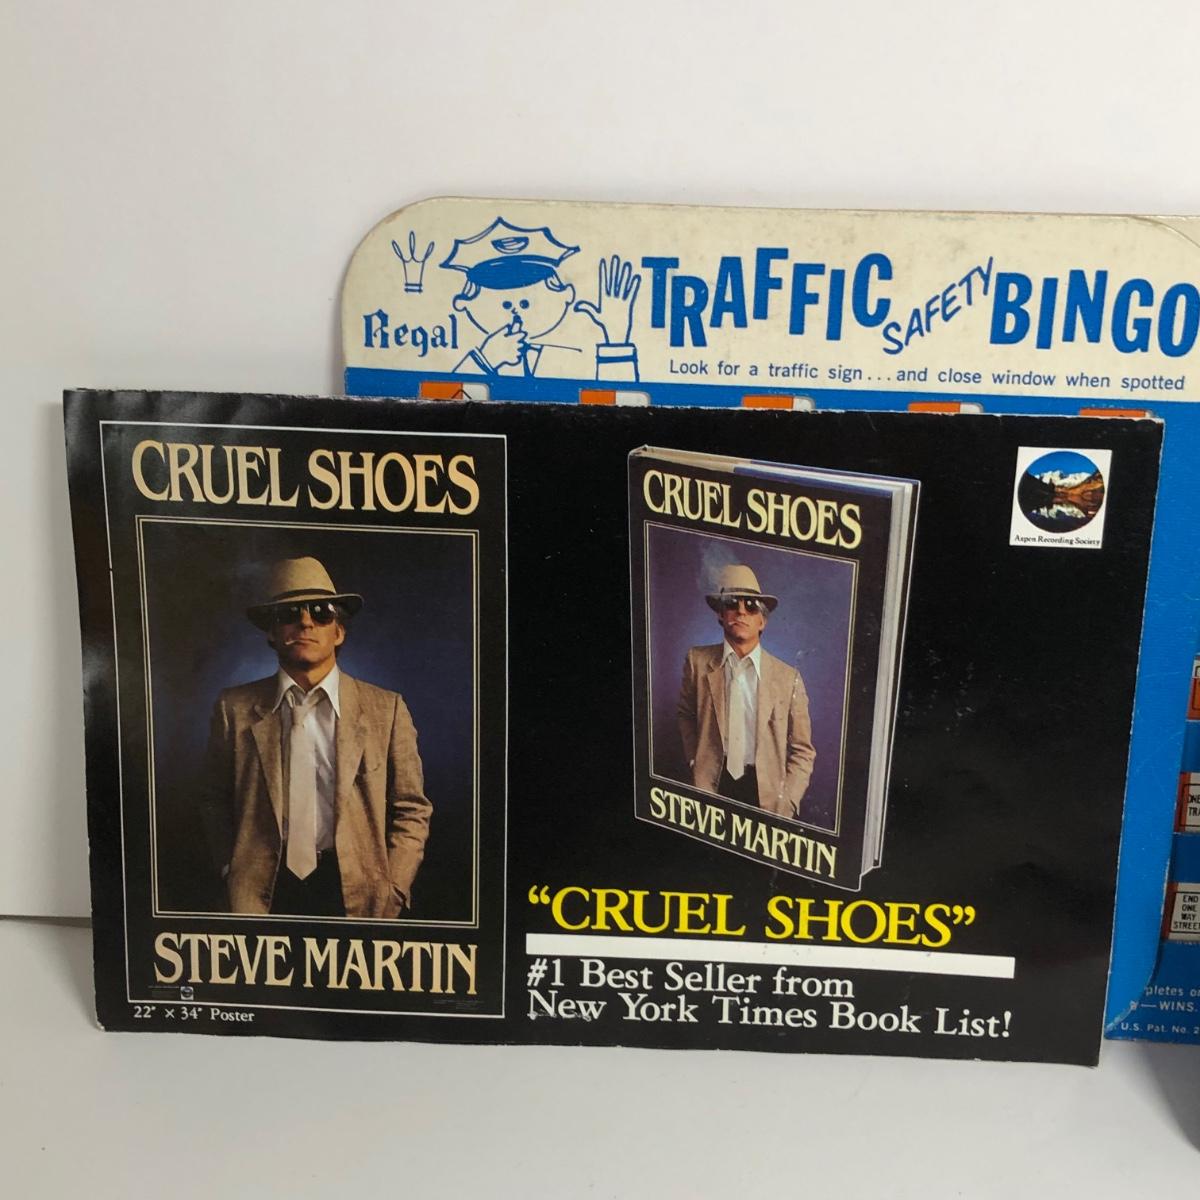 Regal
TRAFFIC SAFETY BINGO
Look for a traffic sign...and close window when spotted
CRUEL SHOES
STEVE MARTIN
22" × 34" Poster
CRUEL SHOES
STEVE MARTIN
Aspen Recording Society
"CRUEL SHOES"
#1 Best Seller from
New York Times Book List!
END
ONE
WAY
STREET
WINS.
U.S. Pat. No. 2